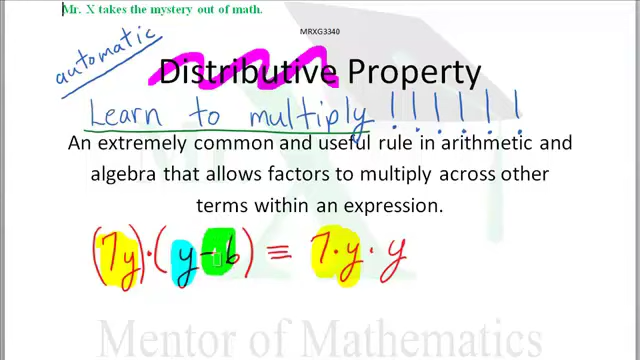 Mr. X takes the mystery out of math.
MRXG3340
automatic
Distributive Property
Learn to multiply ! ! ! ! ! !
An extremely common and useful rule in arithmetic and
algebra that allows factors to multiply across other
terms within an expression.
(7y)·(y-6) ≡ 7·y·y
Mentor of Mathematics